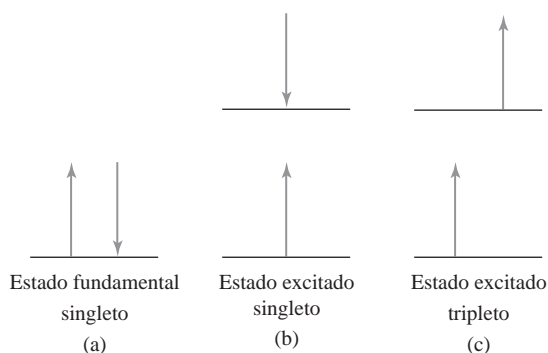 Estado fundamental
singleto
(a)
Estado excitado
singleto
(b)
Estado excitado
tripleto
(c)